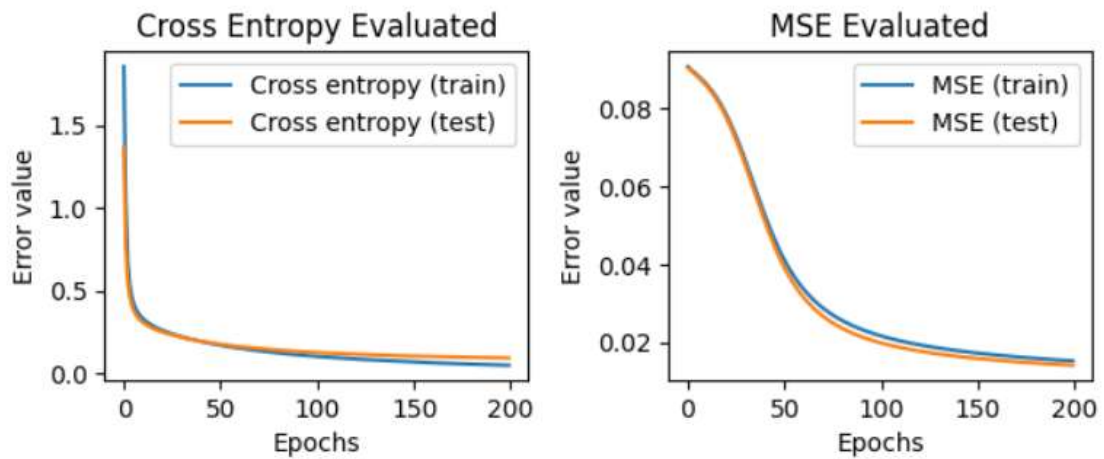 Cross Entropy Evaluated
Cross entropy (train)
Cross entropy (test)
1.5
1.0
0.5
0.0
Error value
0
50
100
150
200
Epochs
MSE Evaluated
MSE (train)
MSE (test)
0.08
0.06
0.04
0.02
Error value
0
50
100
150
200
Epochs